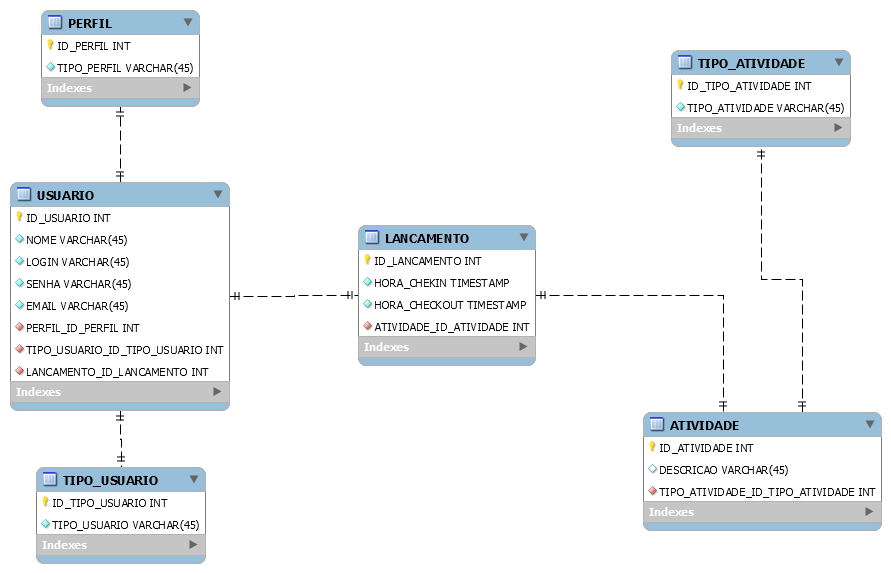 PERFIL
ID_PERFIL INT
TIPO_PERFIL VARCHAR(45)
Indexes
TIPO_ATIVIDADE
ID_TIPO_ATIVIDADE INT
TIPO_ATIVIDADE VARCHAR(45)
Indexes
USUARIO
ID_USUARIO INT
NOME VARCHAR(45)
LOGIN VARCHAR(45)
SENHA VARCHAR(45)
EMAIL VARCHAR(45)
PERFIL_ID_PERFIL INT
TIPO_USUARIO_ID_TIPO_USUARIO INT
LANCAMENTO_ID_LANCAMENTO INT
Indexes
LANCAMENTO
ID_LANCAMENTO INT
HORA_CHEKIN TIMESTAMP
HORA_CHECKOUT TIMESTAMP
ATIVIDADE_ID_ATIVIDADE INT
Indexes
ATIVIDADE
ID_ATIVIDADE INT
DESCRICAO VARCHAR(45)
TIPO_ATIVIDADE_ID_TIPO_ATIVIDADE INT
Indexes
TIPO_USUARIO
ID_TIPO_USUARIO INT
TIPO_USUARIO VARCHAR(45)
Indexes